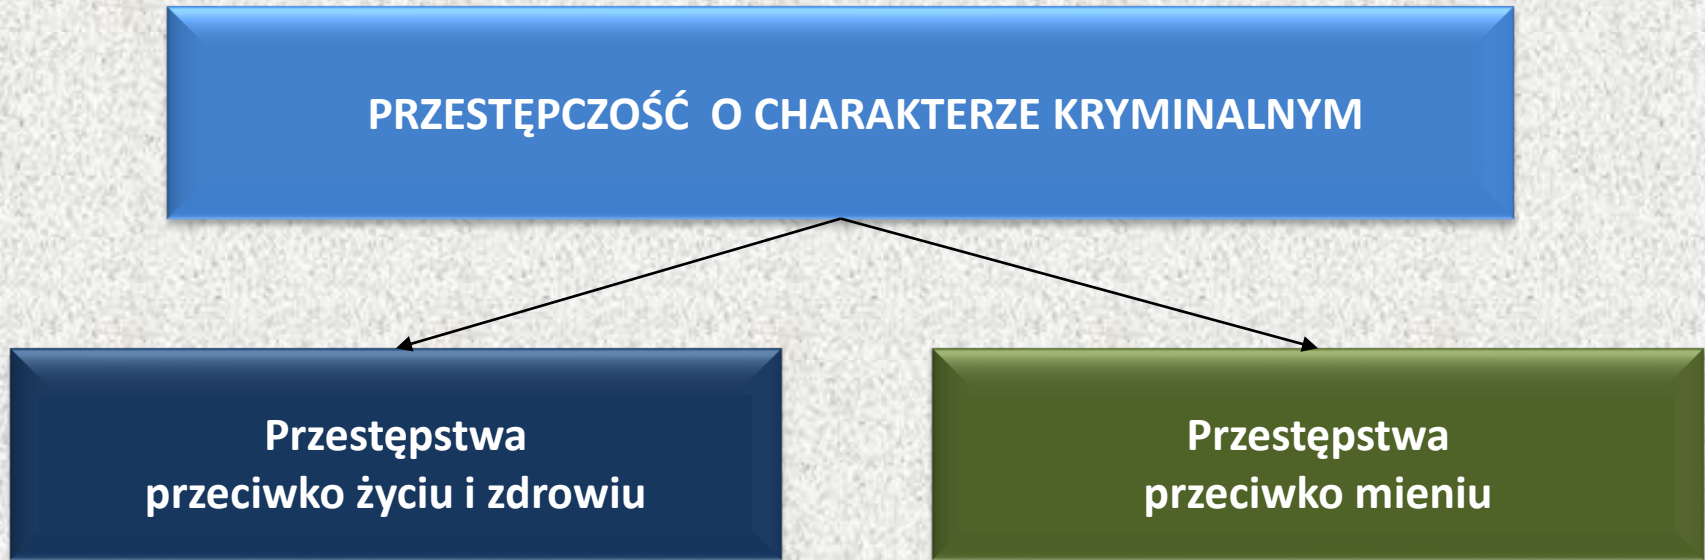 PRZESTĘPCZOŚĆ O CHARAKTERZE KRYMINALNYM
Przestępstwa
przeciwko życiu i zdrowiu
Przestępstwa
przeciwko mieniu